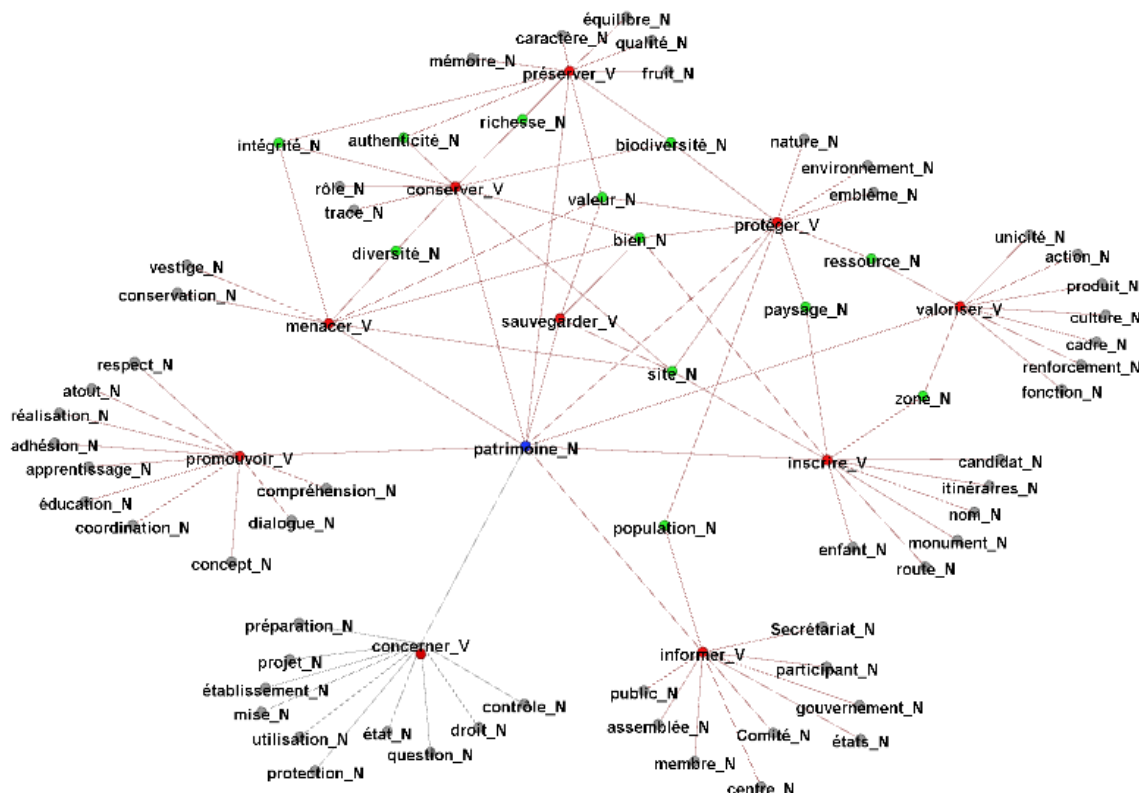 équilibre_N
caractère_N
qualité_N
mémoire_N
préserver_V
fruit_N
richesse_N
authenticité_N
intégrité_N
biodiversité_N
nature_N
environnement_N
rôle_N
conserver_V
emblème_N
valeur_N
trace_N
protéger_V
bien_N
unicité_N
diversité_N
action_N
vestige_N
ressource_N
conservation_N
produit_N
paysage_N
valoriser_V
menacer_V
sauvegarder_V
culture_N
cadre_N
respect_N
renforcement_N
site_N
fonction_N
atout_N
zone_N
réalisation_N
adhésion_N
patrimoine_N
promouvoir_V
inscrire_V
candidat_N
apprentissage_N
compréhension_N
itinéraires_N
éducation_N
nom_N
coordination_N
dialogue_N
population_N
monument_N
enfant_N
concept_N
route_N
préparation_N
Secrétariat_N
concerner_V
informer_V
projet_N
participant_N
établissement_N
public_N
contrôle_N
gouvernement_N
mise_N
assemblée_N
droit_N
utilisation_N
état_N
Comité_N
états_N
question_N
membre_N
protection_N
centre_N